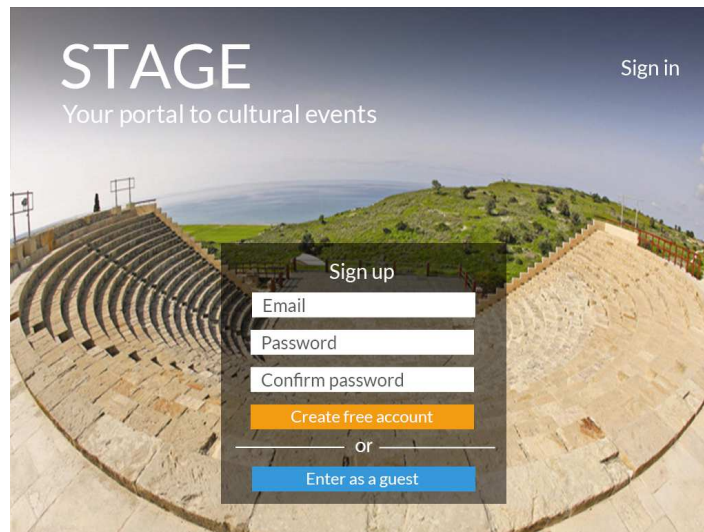 STAGE
Sign in
Your portal to cultural events
Sign up
Email
Password
Confirm password
Create free account
or
Enter as a guest